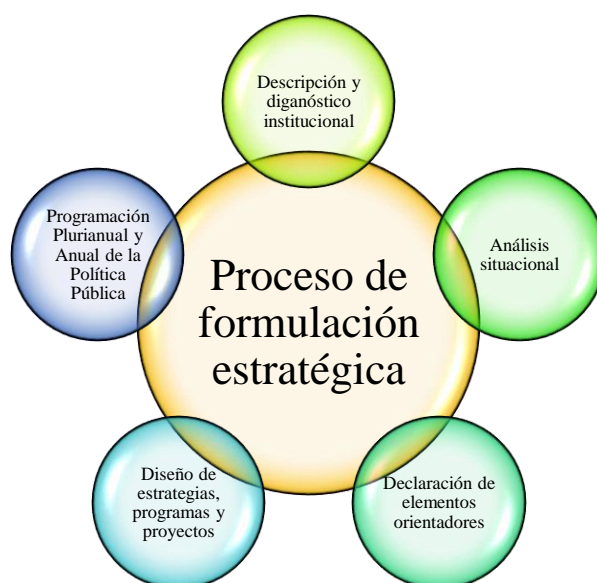 Descripción y
diganóstico
institucional
Programación
Plurianual y
Anual de la
Política
Pública
Análisis
situacional
Proceso de
formulación
estratégica
Diseño de
estrategias,
programas y
proyectos
Declaración de
elementos
orientadores